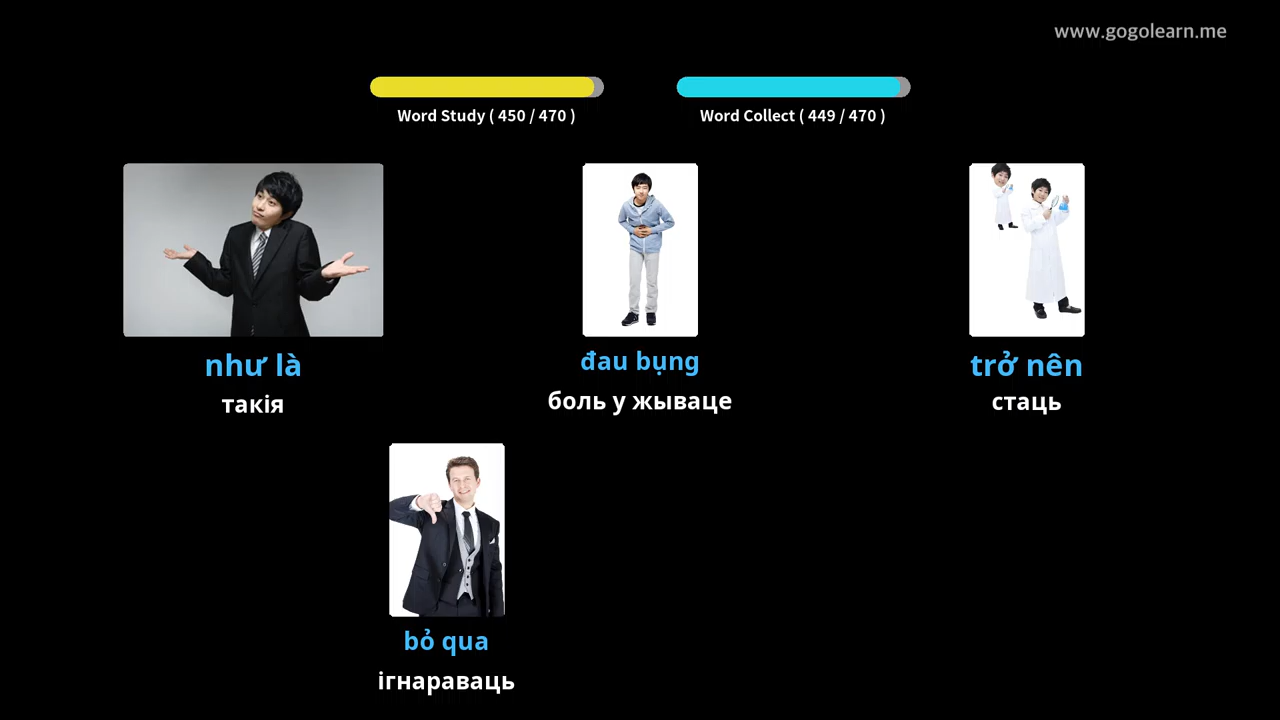 www.gogolearn.me
Word Study ( 450 / 470 )
Word Collect ( 449 / 470 )
như là
такія
đau bụng
боль у жываце
trở nên
стаць
bỏ qua
ігнараваць